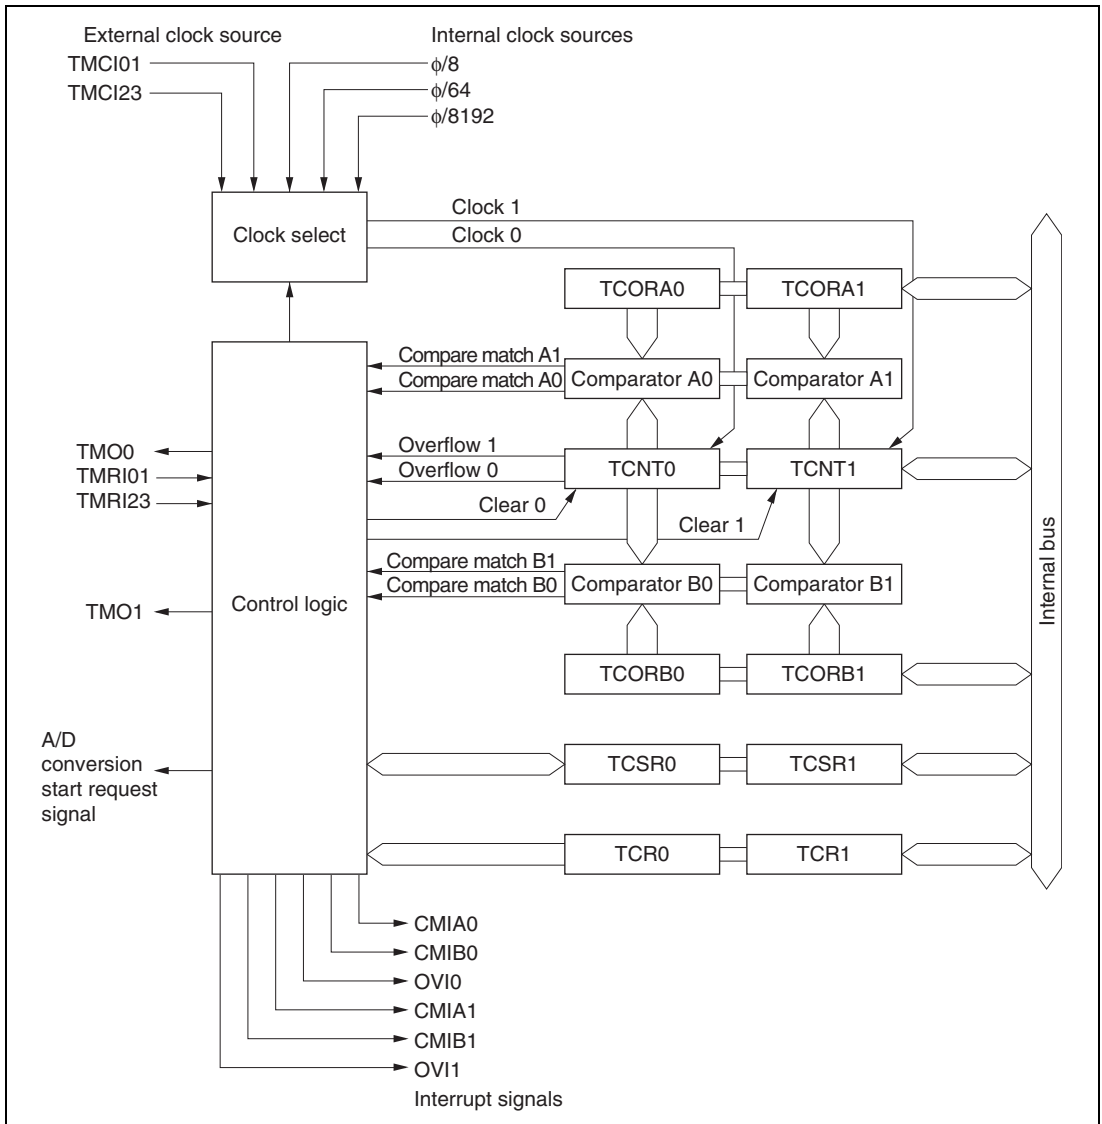 External clock source
Internal clock sources
TMCI01
ϕ/8
TMCI23
ϕ/64
ϕ/8192
Clock select
Clock 1
Clock 0
TCORA0
TCORA1
Compare match A1
Compare match A0
Comparator A0
Comparator A1
TMO0
TMRI01
TMRI23
Overflow 1
Overflow 0
TCNT0
TCNT1
Clear 0
Clear 1
Compare match B1
Compare match B0
Comparator B0
Comparator B1
Control logic
TMO1
Internal bus
TCORB0
TCORB1
A/D
conversion
start request
signal
TCSR0
TCSR1
TCR0
TCR1
CMIA0
CMIB0
OVI0
CMIA1
CMIB1
OVI1
Interrupt signals